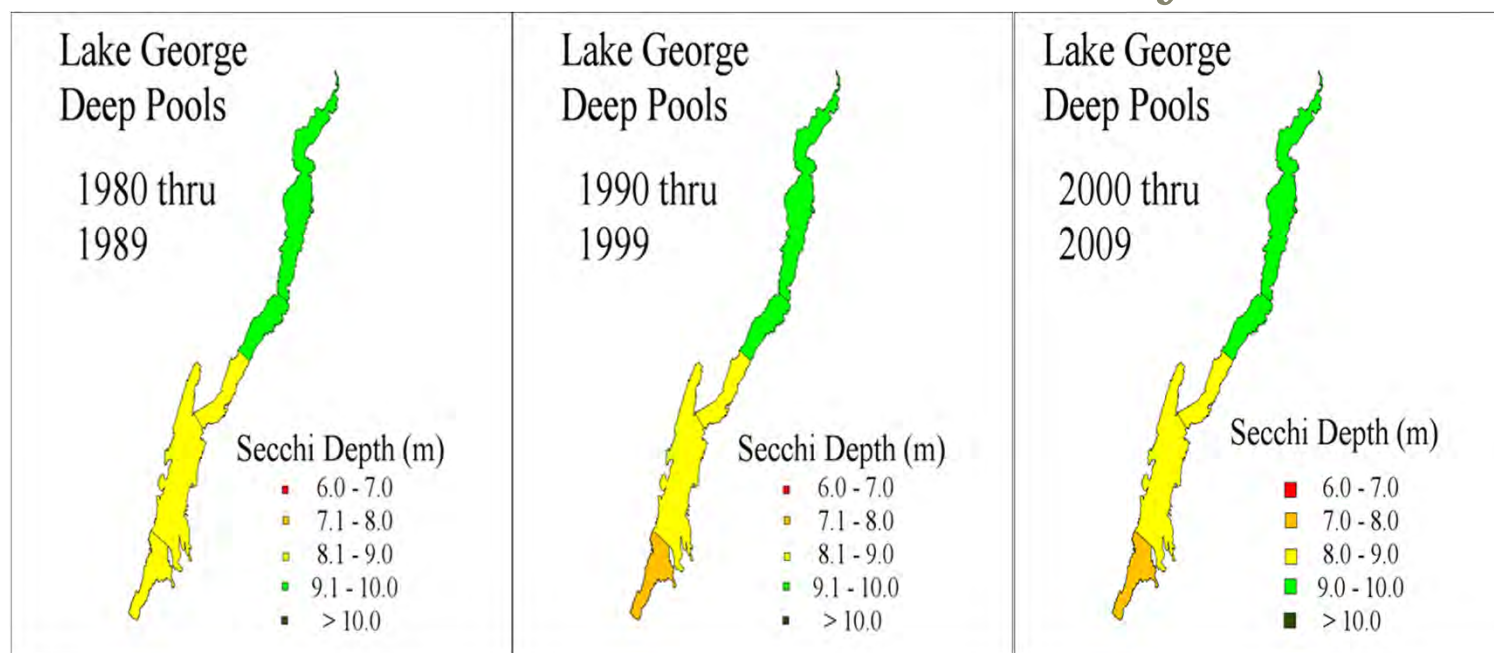 Lake George
Deep Pools
1980 thru
1989
Secchi Depth (m)
6.0 - 7.0
7.1 - 8.0
8.1 - 9.0
9.1 - 10.0
> 10.0
Lake George
Deep Pools
1990 thru
1999
Secchi Depth (m)
6.0 - 7.0
7.1 - 8.0
8.1 - 9.0
9.1 - 10.0
> 10.0
Lake George
Deep Pools
2000 thru
2009
Secchi Depth (m)
6.0 - 7.0
7.0 - 8.0
8.0 - 9.0
9.0 - 10.0
> 10.0